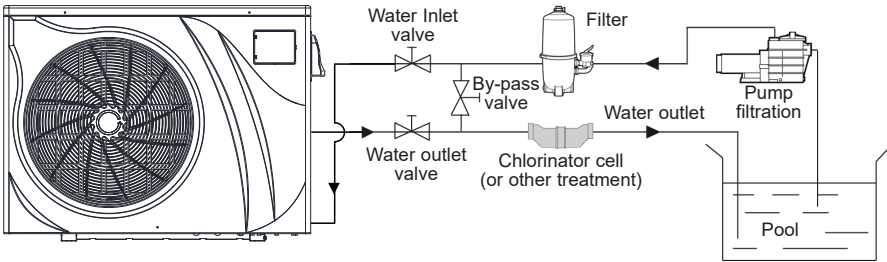 Water Inlet
valve
Filter
By-pass
valve
Pump
filtration
Water outlet
Water outlet
valve
Chlorinator cell
(or other treatment)
Pool